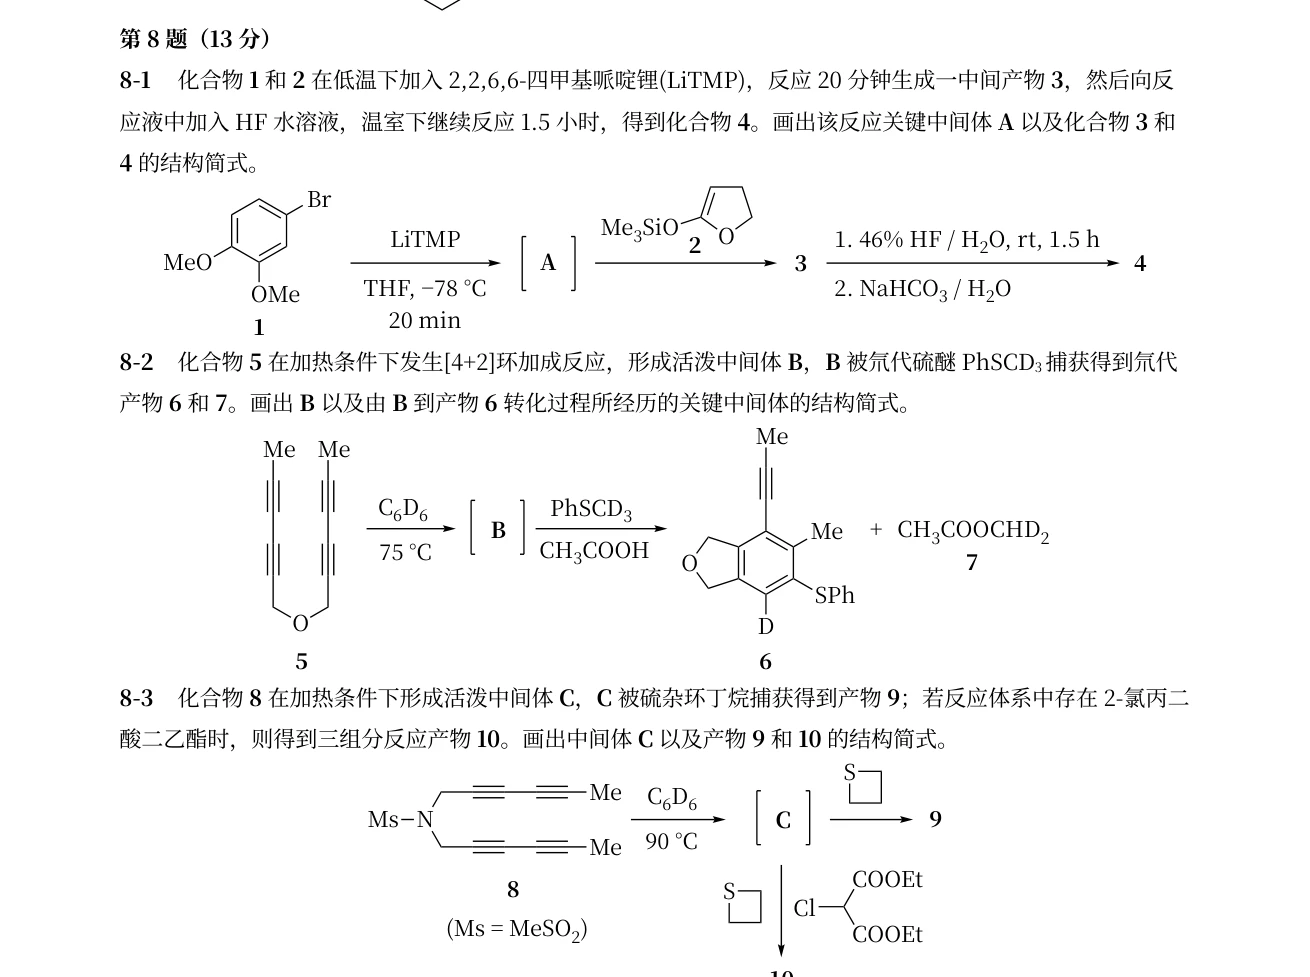 第 8 题（13 分）
8-1 化合物 1 和 2 在低温下加入 2,2,6,6-四甲基哌啶锂(LiTMP)，反应 20 分钟生成一中间产物 3，然后向反
应液中加入 HF 水溶液，温室下继续反应 1.5 小时，得到化合物 4。画出该反应关键中间体 A 以及化合物 3 和
4 的结构简式。
Br
MeO
OMe
1
LiTMP
THF, −78 °C
20 min
[ A ]
Me3SiO
O
2
3
1. 46% HF / H2O, rt, 1.5 h
2. NaHCO3 / H2O
4
8-2 化合物 5 在加热条件下发生[4+2]环加成反应，形成活泼中间体 B，B 被氘代硫醚 PhSCD3 捕获得到氘代
产物 6 和 7。画出 B 以及由 B 到产物 6 转化过程所经历的关键中间体的结构简式。
Me Me
O
5
C6D6
75 °C
[ B ]
PhSCD3
CH3COOH
Me
Me
O
SPh
D
6
+ CH3COOCHD2
7
8-3 化合物 8 在加热条件下形成活泼中间体 C，C 被硫杂环丁烷捕获得到产物 9；若反应体系中存在 2-氯丙二
酸二乙酯时，则得到三组分反应产物 10。画出中间体 C 以及产物 9 和 10 的结构简式。
Ms N
Me
Me
8
(Ms = MeSO2)
C6D6
90 °C
[ C ]
S
9
S
Cl
COOEt
COOEt
10